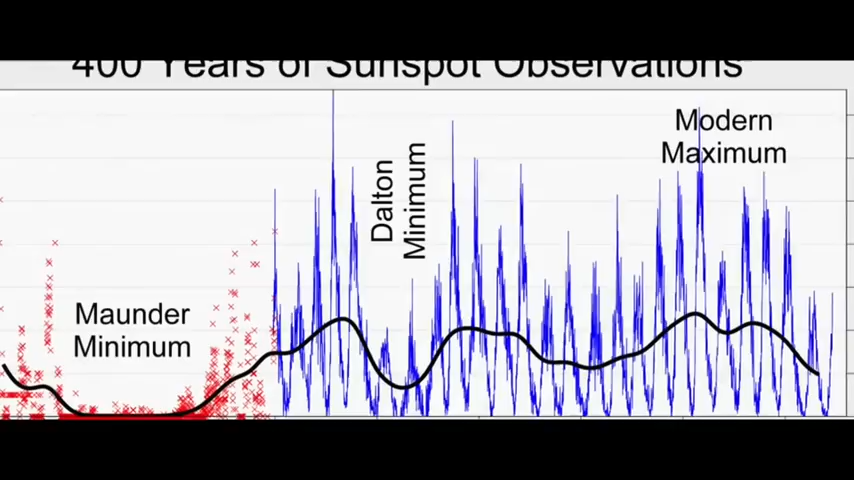 400 Years of Sunspot Observations
Modern
Maximum
Dalton
Minimum
Maunder
Minimum